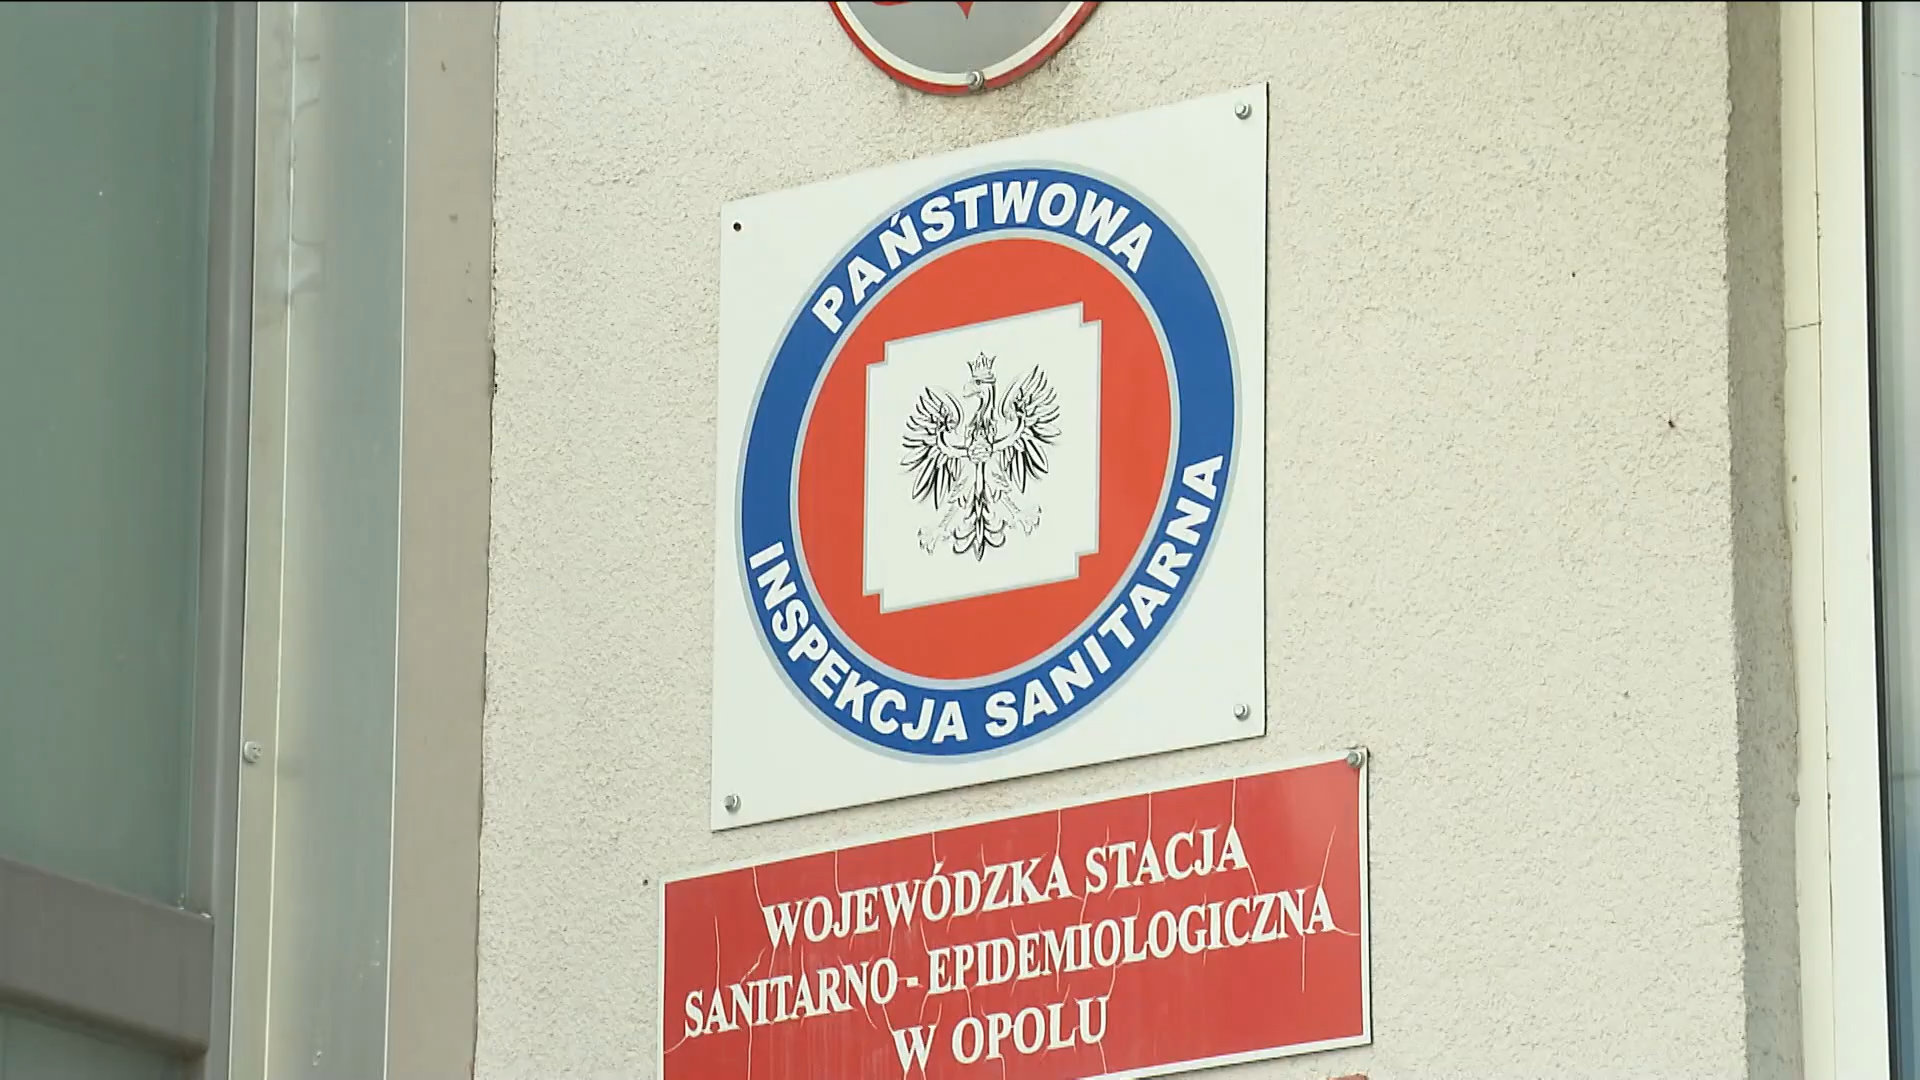 PAŃSTWOWA
INSPEKCJA SANITARNA
WOJEWÓDZKA STACJA
SANITARNO - EPIDEMIOLOGICZNA
W OPOLU